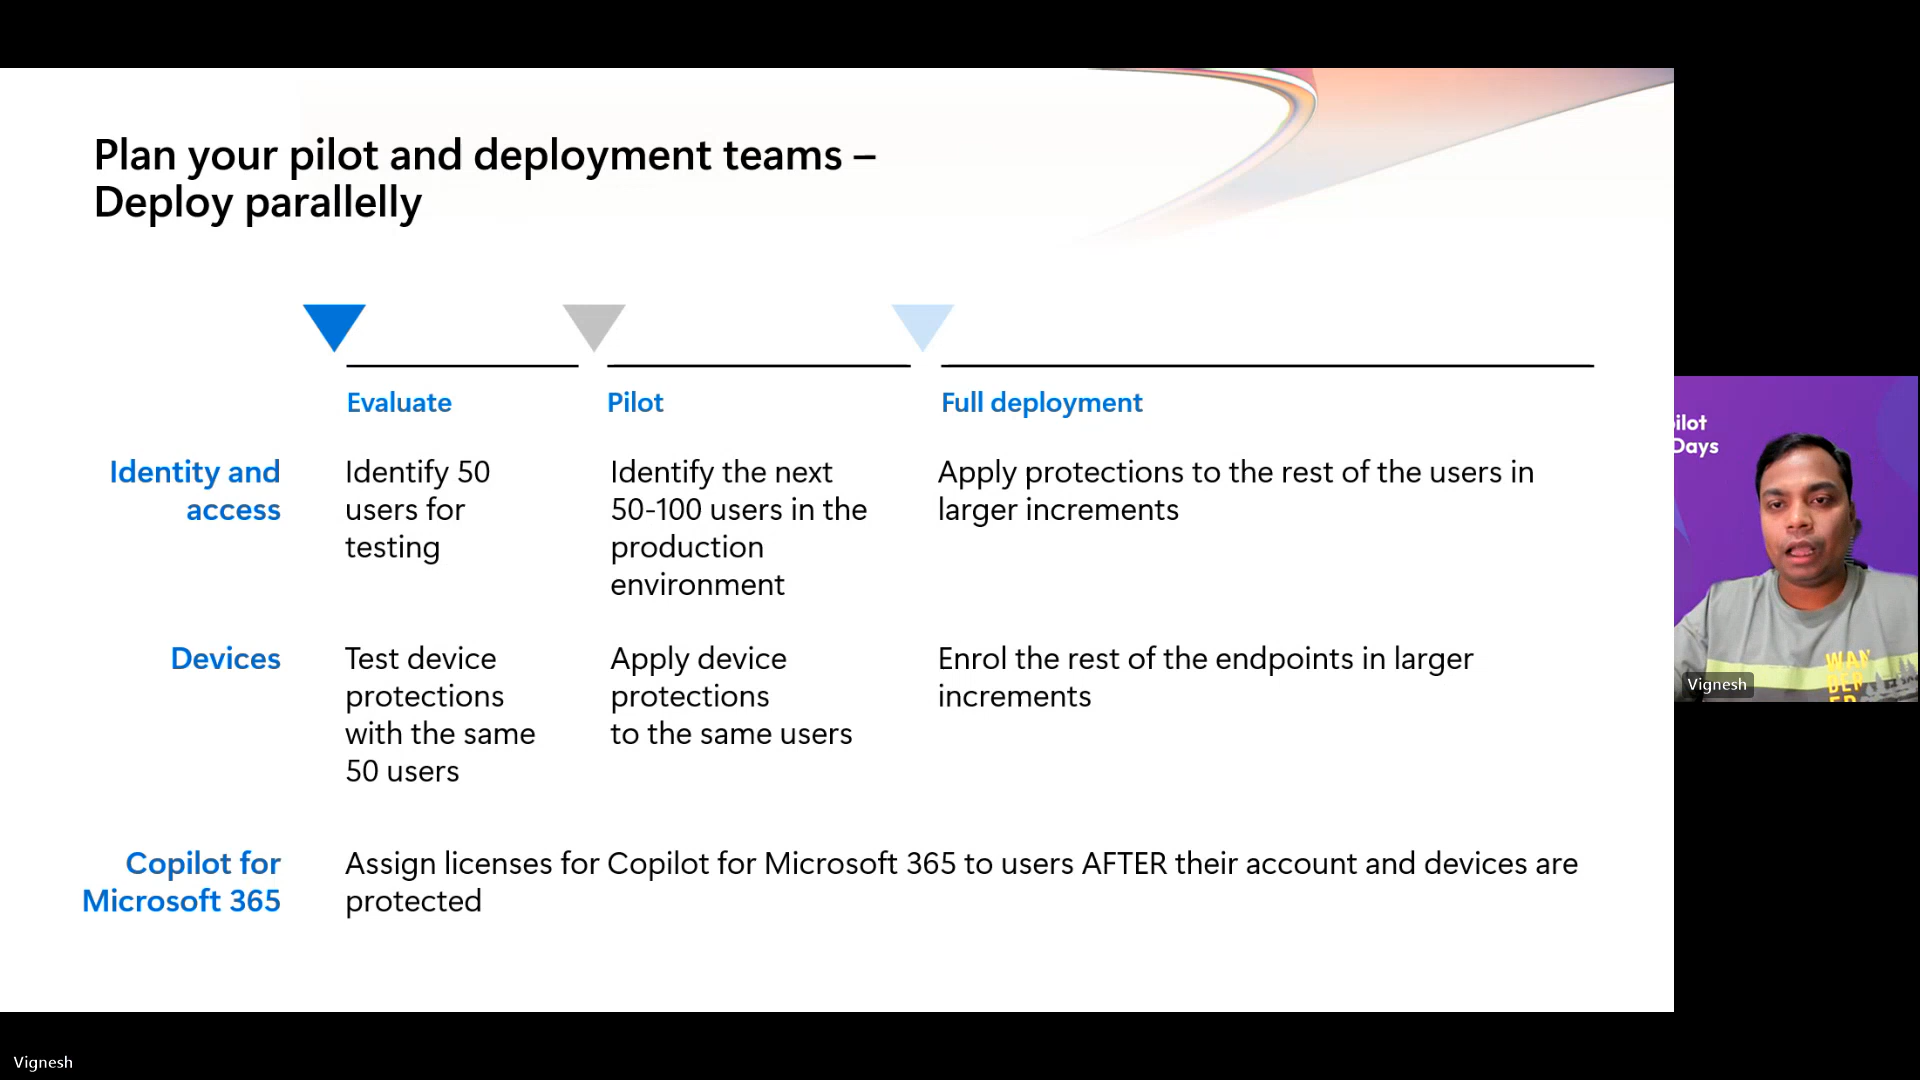 Plan your pilot and deployment teams –
Deploy parallelly
Evaluate
Pilot
Full deployment
Identity and
access
Identify 50
users for
testing
Identify the next
50-100 users in the
production
environment
Apply protections to the rest of the users in
larger increments
Devices
Test device
protections
with the same
50 users
Apply device
protections
to the same users
Enrol the rest of the endpoints in larger
increments
Copilot for
Microsoft 365
Assign licenses for Copilot for Microsoft 365 to users AFTER their account and devices are
protected
ilot
Days
WAN
DER
Vignesh
Vignesh